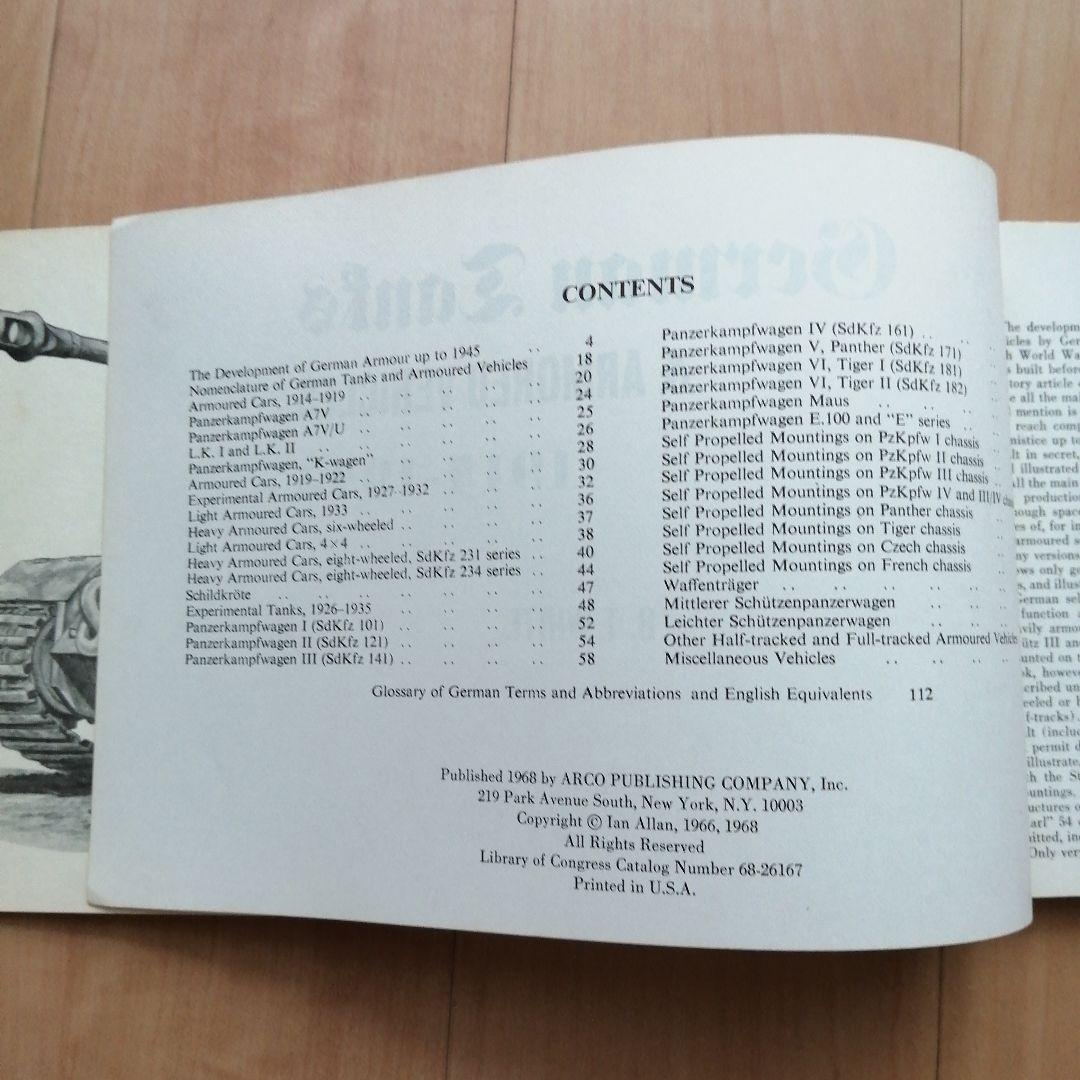 CONTENTS
The Development of German Armour up to 1945 .. 4
Nomenclature of German Tanks and Armoured Vehicles 18
Armoured Cars, 1914-1919 .. .. .. .. 20
Panzerkampfwagen A7V .. .. .. .. 24
Panzerkampfwagen A7V/U .. .. .. .. 25
L.K. I and L.K. II .. .. .. .. 26
Panzerkampfwagen, "K-wagen" .. .. .. 28
Armoured Cars, 1919-1922 .. .. .. 30
Experimental Armoured Cars, 1927-1932 .. .. .. 32
Light Armoured Cars, 1933 .. .. .. .. 36
Heavy Armoured Cars, six-wheeled .. .. .. .. 37
Light Armoured Cars, 4×4 .. .. .. .. 38
Heavy Armoured Cars, eight-wheeled, SdKfz 231 series .. 40
Heavy Armoured Cars, eight-wheeled, SdKfz 234 series .. 44
Schildkröte .. .. .. .. .. 47
Experimental Tanks, 1926-1935 .. .. .. .. 48
Panzerkampfwagen I (SdKfz 101) .. .. .. .. 52
Panzerkampfwagen II (SdKfz 121) .. .. .. .. 54
Panzerkampfwagen III (SdKfz 141) .. .. .. .. 58
Panzerkampfwagen IV (SdKfz 161) ..
Panzerkampfwagen V, Panther (SdKfz 171)
Panzerkampfwagen VI, Tiger I (SdKfz 181)
Panzerkampfwagen VI, Tiger II (SdKfz 182)
Panzerkampfwagen Maus .. .. ..
Panzerkampfwagen E.100 and "E" series ..
Self Propelled Mountings on PzKpfw I chassis
Self Propelled Mountings on PzKpfw II chassis
Self Propelled Mountings on PzKpfw III chassis
Self Propelled Mountings on PzKpfw IV and III/IV
Self Propelled Mountings on Panther chassis
Self Propelled Mountings on Tiger chassis
Self Propelled Mountings on Czech chassis
Self Propelled Mountings on French chassis
Waffenträger .. .. .. .. ..
Mittlerer Schützenpanzerwagen .. ..
Leichter Schützenpanzerwagen .. ..
Other Half-tracked and Full-tracked Armoured Vehicles
Miscellaneous Vehicles .. .. .. ..
Glossary of German Terms and Abbreviations and English Equivalents 112
Published 1968 by ARCO PUBLISHING COMPANY, Inc.
219 Park Avenue South, New York, N.Y. 10003
Copyright © Ian Allan, 1966, 1968
All Rights Reserved
Library of Congress Catalog Number 68-26167
Printed in U.S.A.